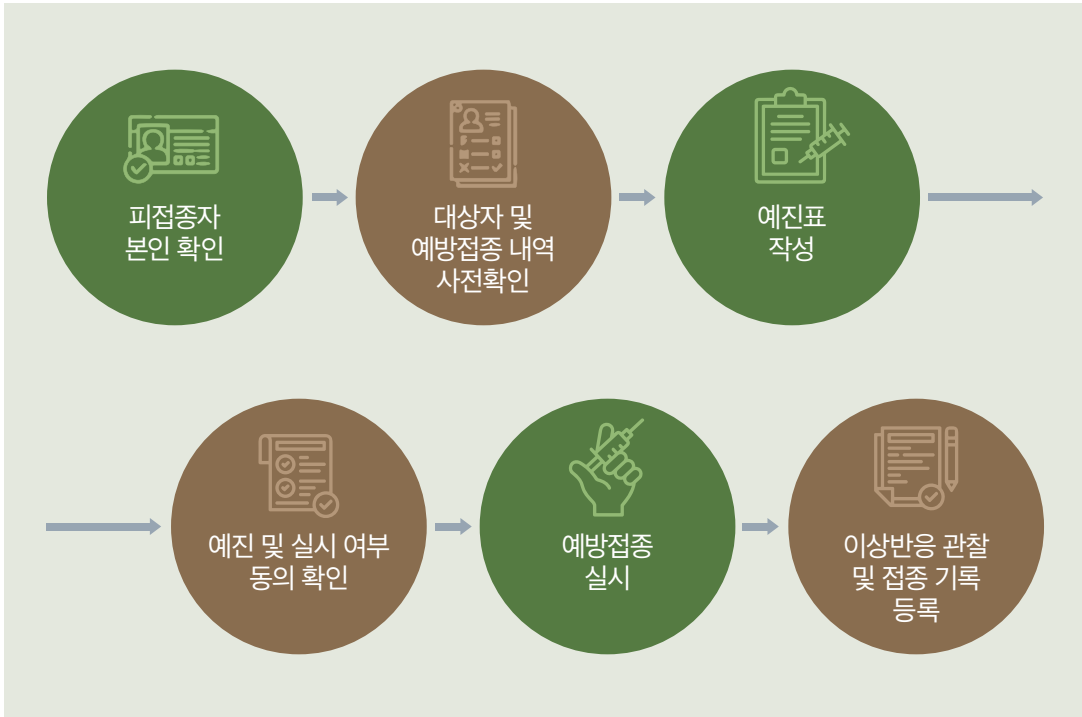 피접종자
본인 확인
대상자 및
예방접종 내역
사전확인
예진표
작성
예진 및 실시 여부
동의 확인
예방접종
실시
이상반응 관찰
및 접종 기록
등록